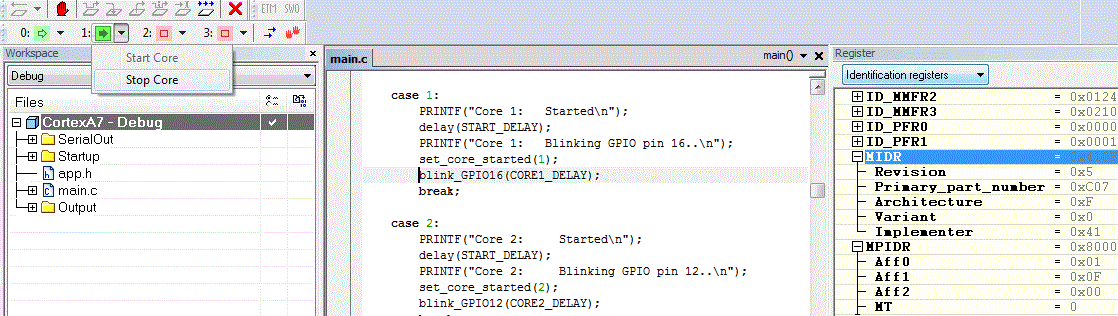 ETM SWO
0: 1: 2: 3:
Start Core
Stop Core
Workspace
Debug
Files
CortexA7 - Debug
SerialOut
Startup
app.h
main.c
Output
main.c
main()
case 1:
PRINTF("Core 1: Started\n");
delay(START_DELAY);
PRINTF("Core 1: Blinking GPIO pin 16..\n");
set_core_started(1);
blink_GPIO16(CORE1_DELAY);
break;
case 2:
PRINTF("Core 2: Started\n");
delay(START_DELAY);
PRINTF("Core 2: Blinking GPIO pin 12..\n");
set_core_started(2);
blink_GPIO12(CORE2_DELAY);
Register
Identification registers
ID_MMFR2 = 0x0124
ID_MMFR3 = 0x0210
ID_PFR0 = 0x0000
ID_PFR1 = 0x0001
MIDR =
Revision = 0x5
Primary_part_number = 0xC07
Architecture = 0xF
Variant = 0x0
Implementer = 0x41
MPIDR = 0x8000
Aff0 = 0x01
Aff1 = 0x0F
Aff2 = 0x00
MT = 0